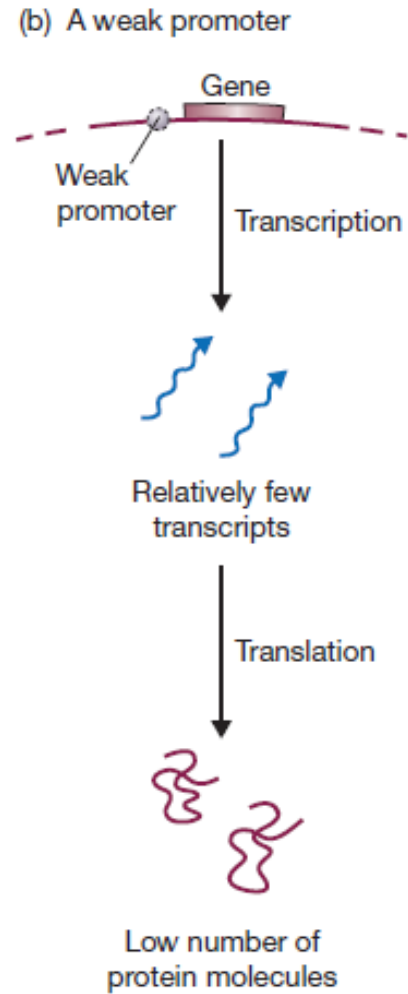 (b) A weak promoter
Gene
Weak
promoter
Transcription
Relatively few
transcripts
Translation
Low number of
protein molecules